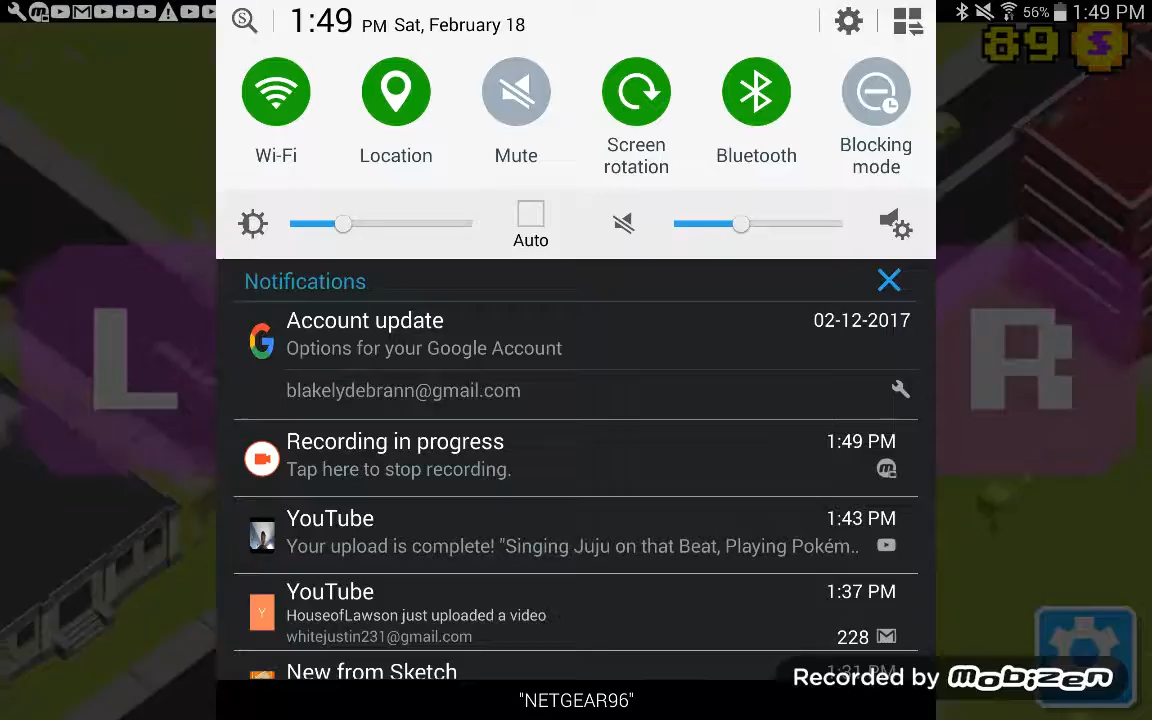 56% 1:49 PM
1:49 PM Sat, February 18
89
Wi-Fi
Location
Mute
Screen rotation
Bluetooth
Blocking mode
Auto
L
R
Notifications
Account update 02-12-2017
Options for your Google Account
blakelydebrann@gmail.com
Recording in progress 1:49 PM
Tap here to stop recording.
YouTube 1:43 PM
Your upload is complete! "Singing Juju on that Beat, Playing Pokém..
YouTube 1:37 PM
HouseofLawson just uploaded a video
whitejustin231@gmail.com 228
New from Sketch 1:31 PM
Recorded by mobizen
"NETGEAR96"